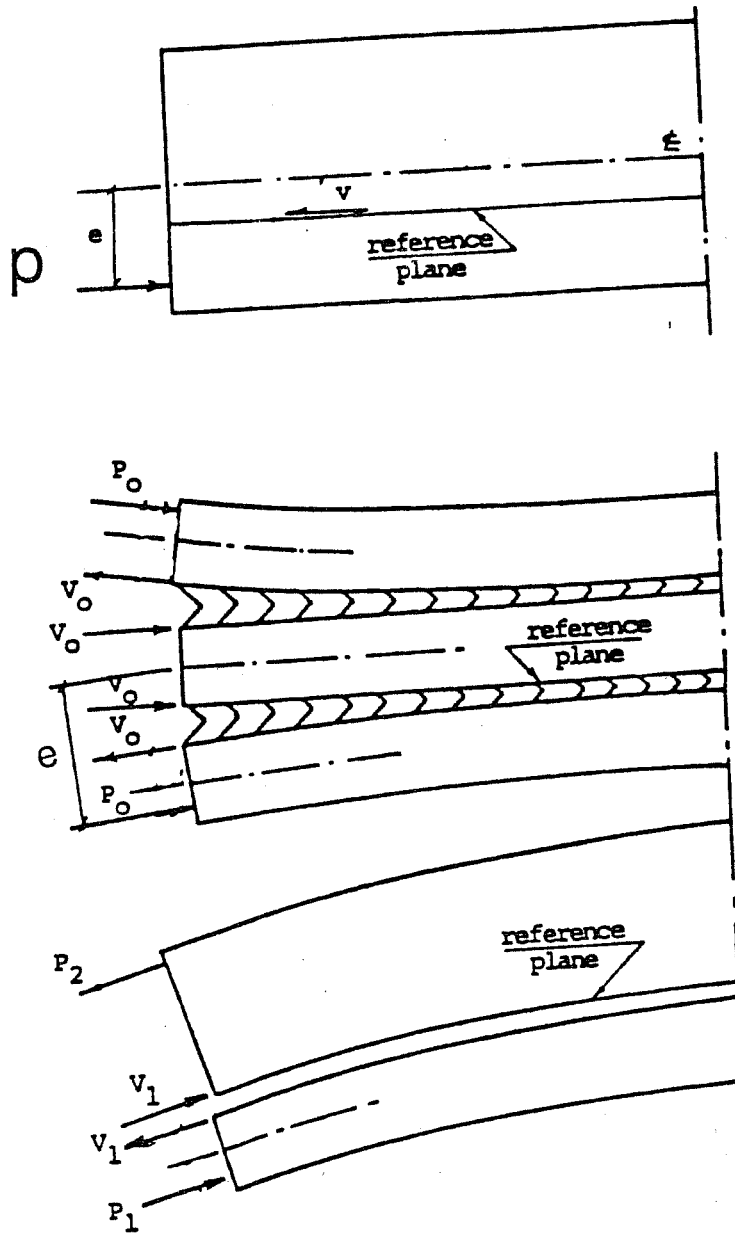 ℄
v
e
reference
plane
p
P₀
V₀
V₀
reference
plane
V₀
V₀
e
P₀
reference
plane
P₂
V₁
V₁
P₁